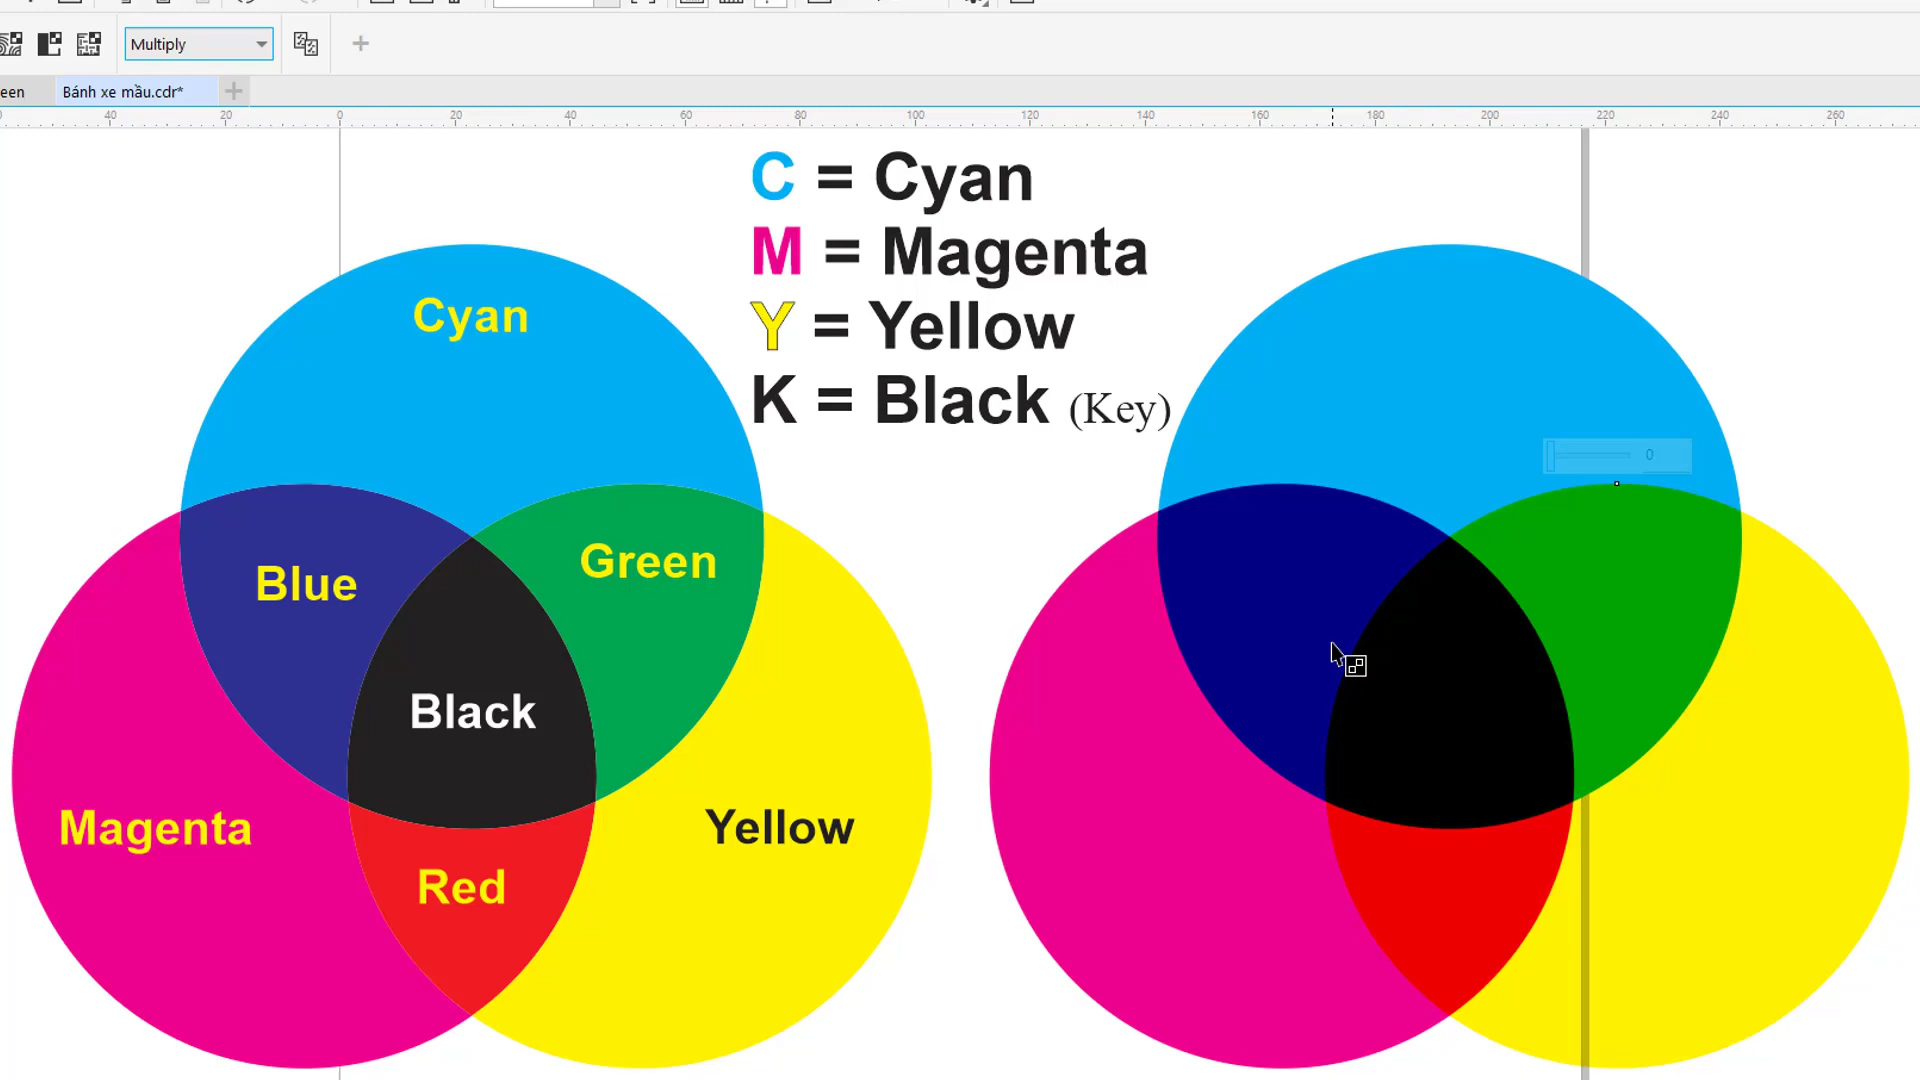 Multiply
een
Bánh xe mầu.cdr*
40 20 0 20 40 60 80 100 120 140 160 180 200 220 240 260
C = Cyan
M = Magenta
Y = Yellow
K = Black (Key)
Cyan
0
Blue
Green
Black
Magenta
Yellow
Red